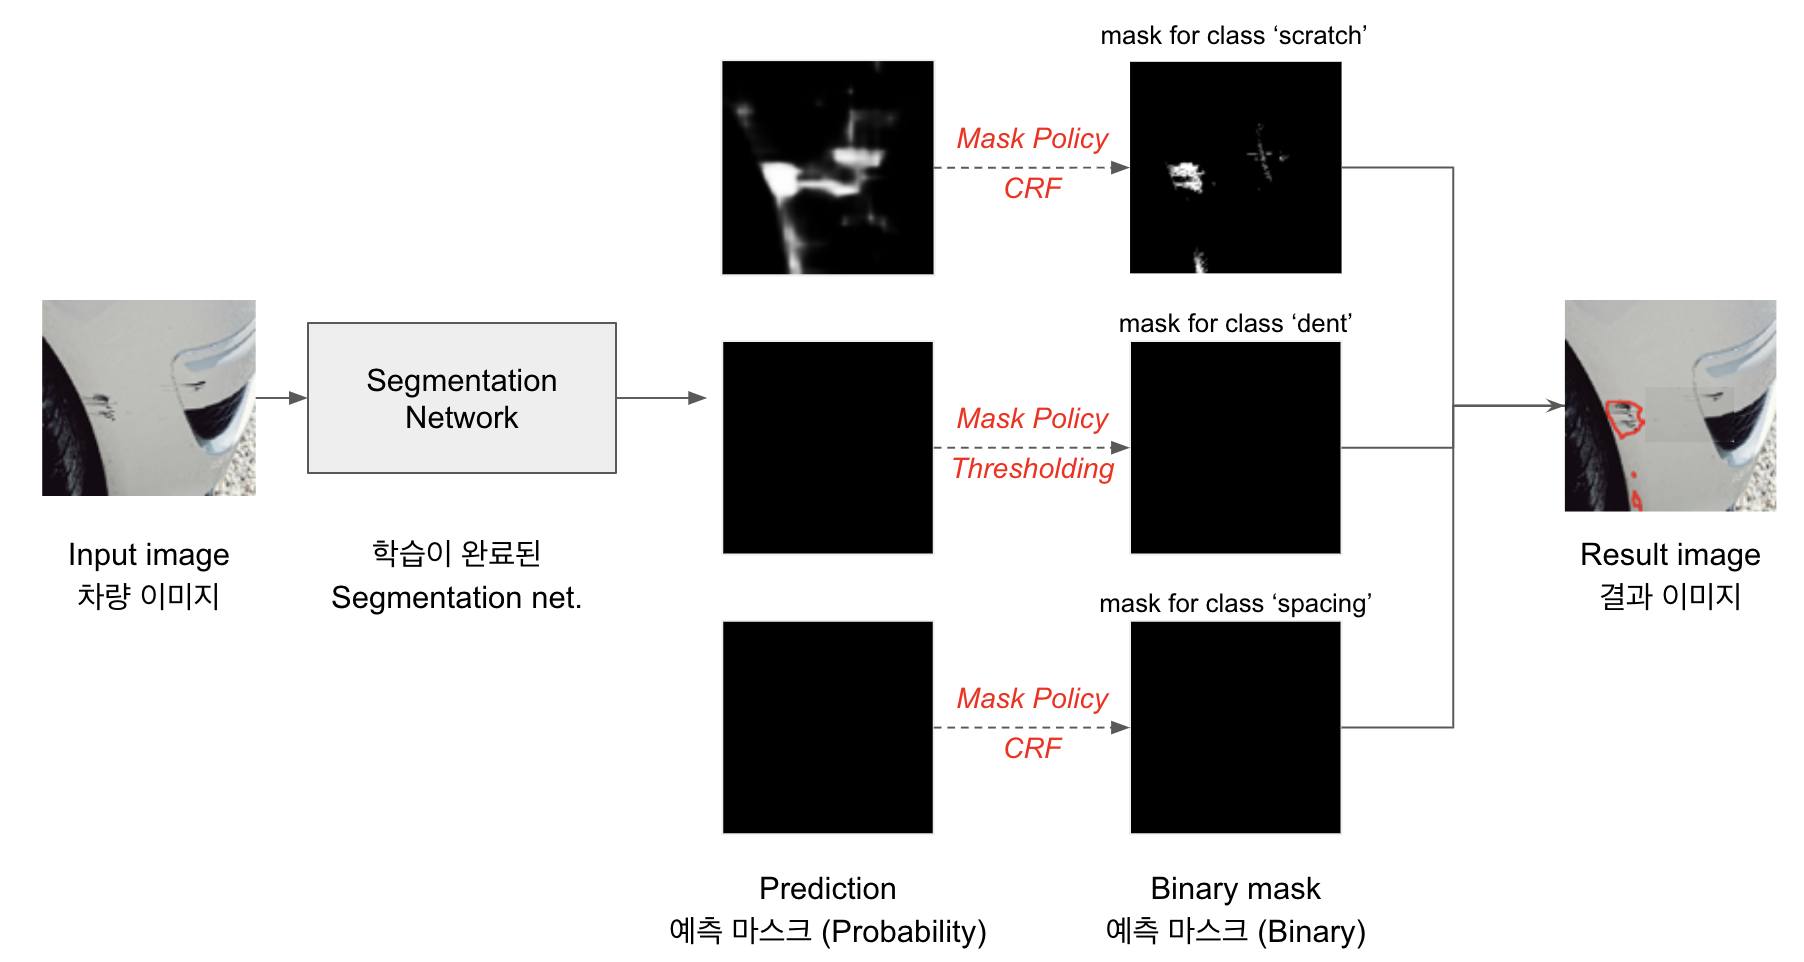 mask for class ‘scratch’
Mask Policy
CRF
mask for class ‘dent’
Segmentation
Network
Mask Policy
Thresholding
Input image
차량 이미지
학습이 완료된
Segmentation net.
Result image
결과 이미지
mask for class ‘spacing’
Mask Policy
CRF
Prediction
예측 마스크 (Probability)
Binary mask
예측 마스크 (Binary)